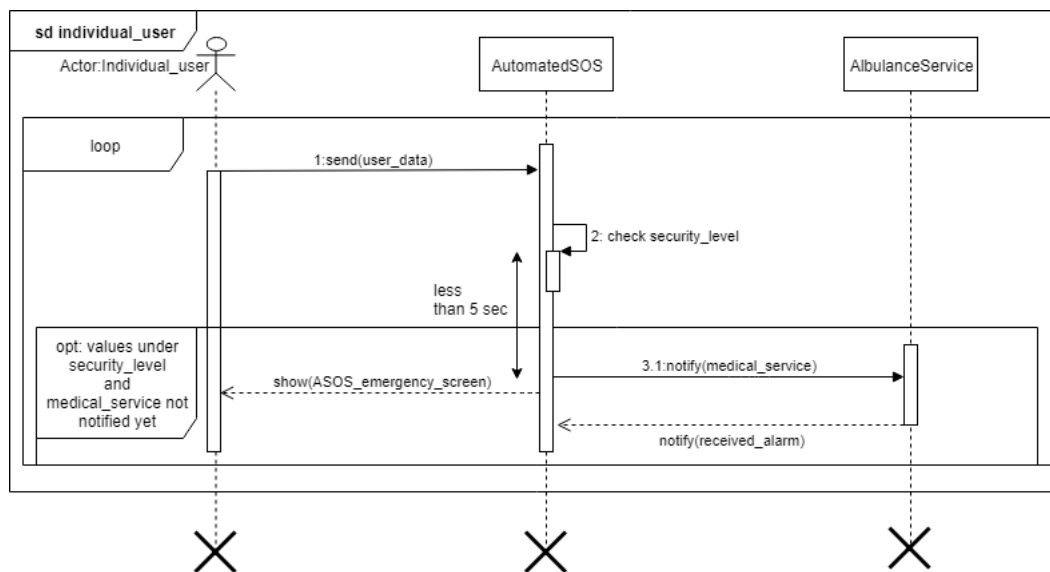 sd individual_user
Actor:Individual_user
AutomatedSOS
AlbulanceService
loop
1:send(user_data)
2: check security_level
less
than 5 sec
opt: values under
security_level
and
medical_service not
notified yet
3.1:notify(medical_service)
show(ASOS_emergency_screen)
notify(received_alarm)